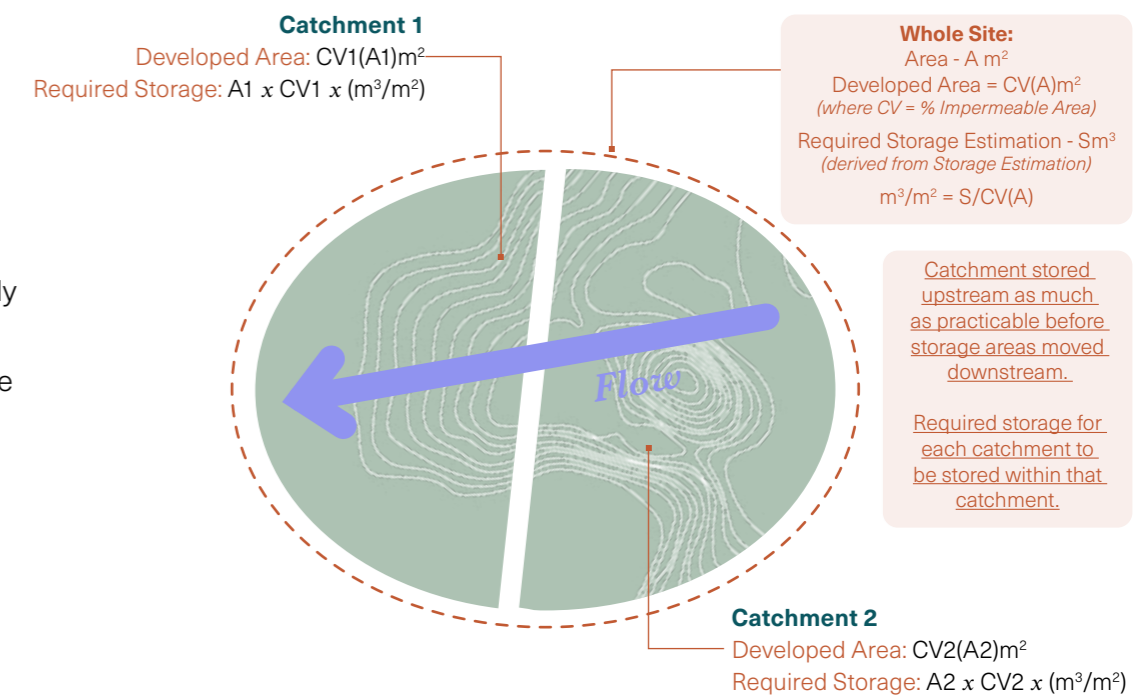 Catchment 1
Developed Area: CV1(A1)m²
Required Storage: A1 x CV1 x (m³/m²)
Whole Site:
Area - A m²
Developed Area = CV(A)m²
(where CV = % Impermeable Area)
Required Storage Estimation - Sm³
(derived from Storage Estimation)
m³/m² = S/CV(A)
Catchment stored
upstream as much
as practicable before
storage areas moved
downstream.
Required storage for
each catchment to
be stored within that
catchment.
Flow
Catchment 2
Developed Area: CV2(A2)m²
Required Storage: A2 x CV2 x (m³/m²)